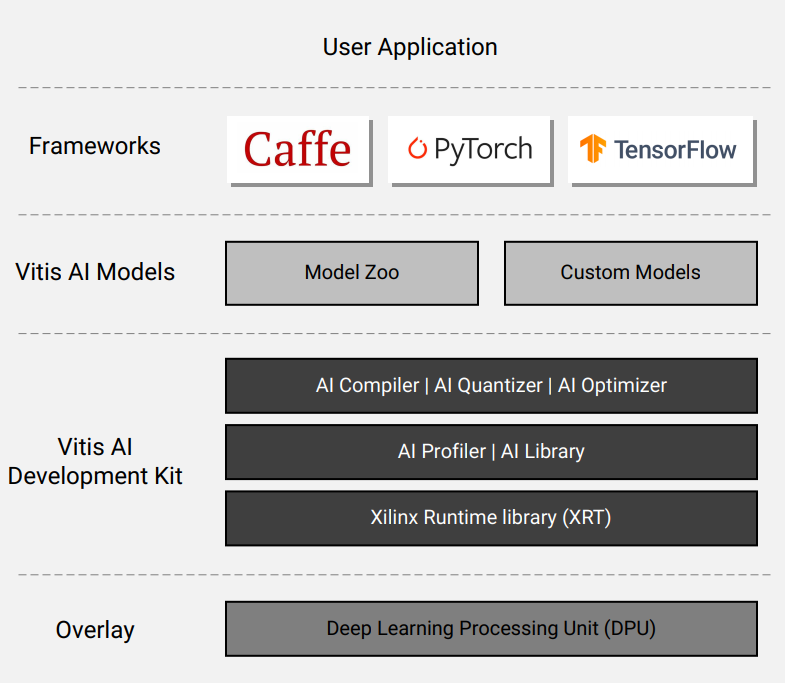 User Application
Frameworks
Caffe
PyTorch
TensorFlow
Vitis AI Models
Model Zoo
Custom Models
Vitis AI
Development Kit
AI Compiler | AI Quantizer | AI Optimizer
AI Profiler | AI Library
Xilinx Runtime library (XRT)
Overlay
Deep Learning Processing Unit (DPU)